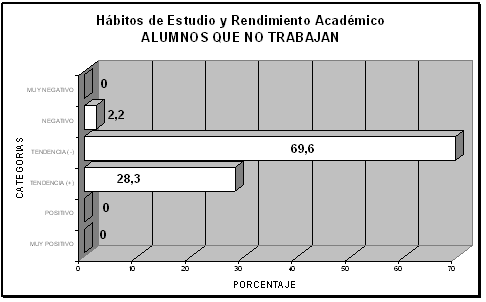 Hábitos de Estudio y Rendimiento Académico
ALUMNOS QUE NO TRABAJAN
CATEGORIAS
MUY NEGATIVO 0
NEGATIVO 2,2
TENDENCIA (-) 69,6
TENDENCIA (+) 28,3
POSITIVO 0
MUY POSITIVO 0
0 10 20 30 40 50 60 70
PORCENTAJE